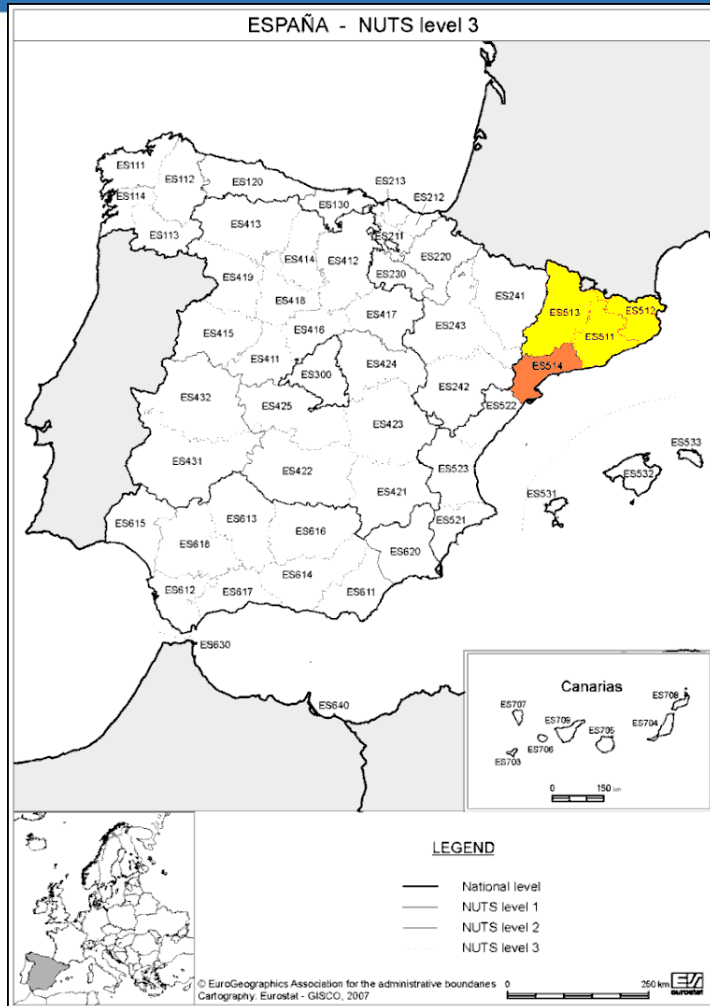 ESPAÑA - NUTS level 3
ES111
ES112
ES120
ES130
ES213
ES212
ES114
ES113
ES413
ES414
ES412
ES211
ES220
ES230
ES419
ES418
ES417
ES241
ES243
ES513
ES512
ES511
ES415
ES416
ES411
ES300
ES424
ES514
ES242
ES522
ES432
ES425
ES423
ES431
ES422
ES523
ES421
ES533
ES532
ES531
ES521
ES615
ES613
ES618
ES616
ES620
ES614
ES612
ES617
ES611
ES630
ES640
Canarias
ES708
ES707
ES709
ES705
ES704
ES706
ES703
0 150 km
LEGEND
National level
NUTS level 1
NUTS level 2
NUTS level 3
© EuroGeographics Association for the administrative boundaries
Cartography: Eurostat - GISCO, 2007
0 250 km
eurostat